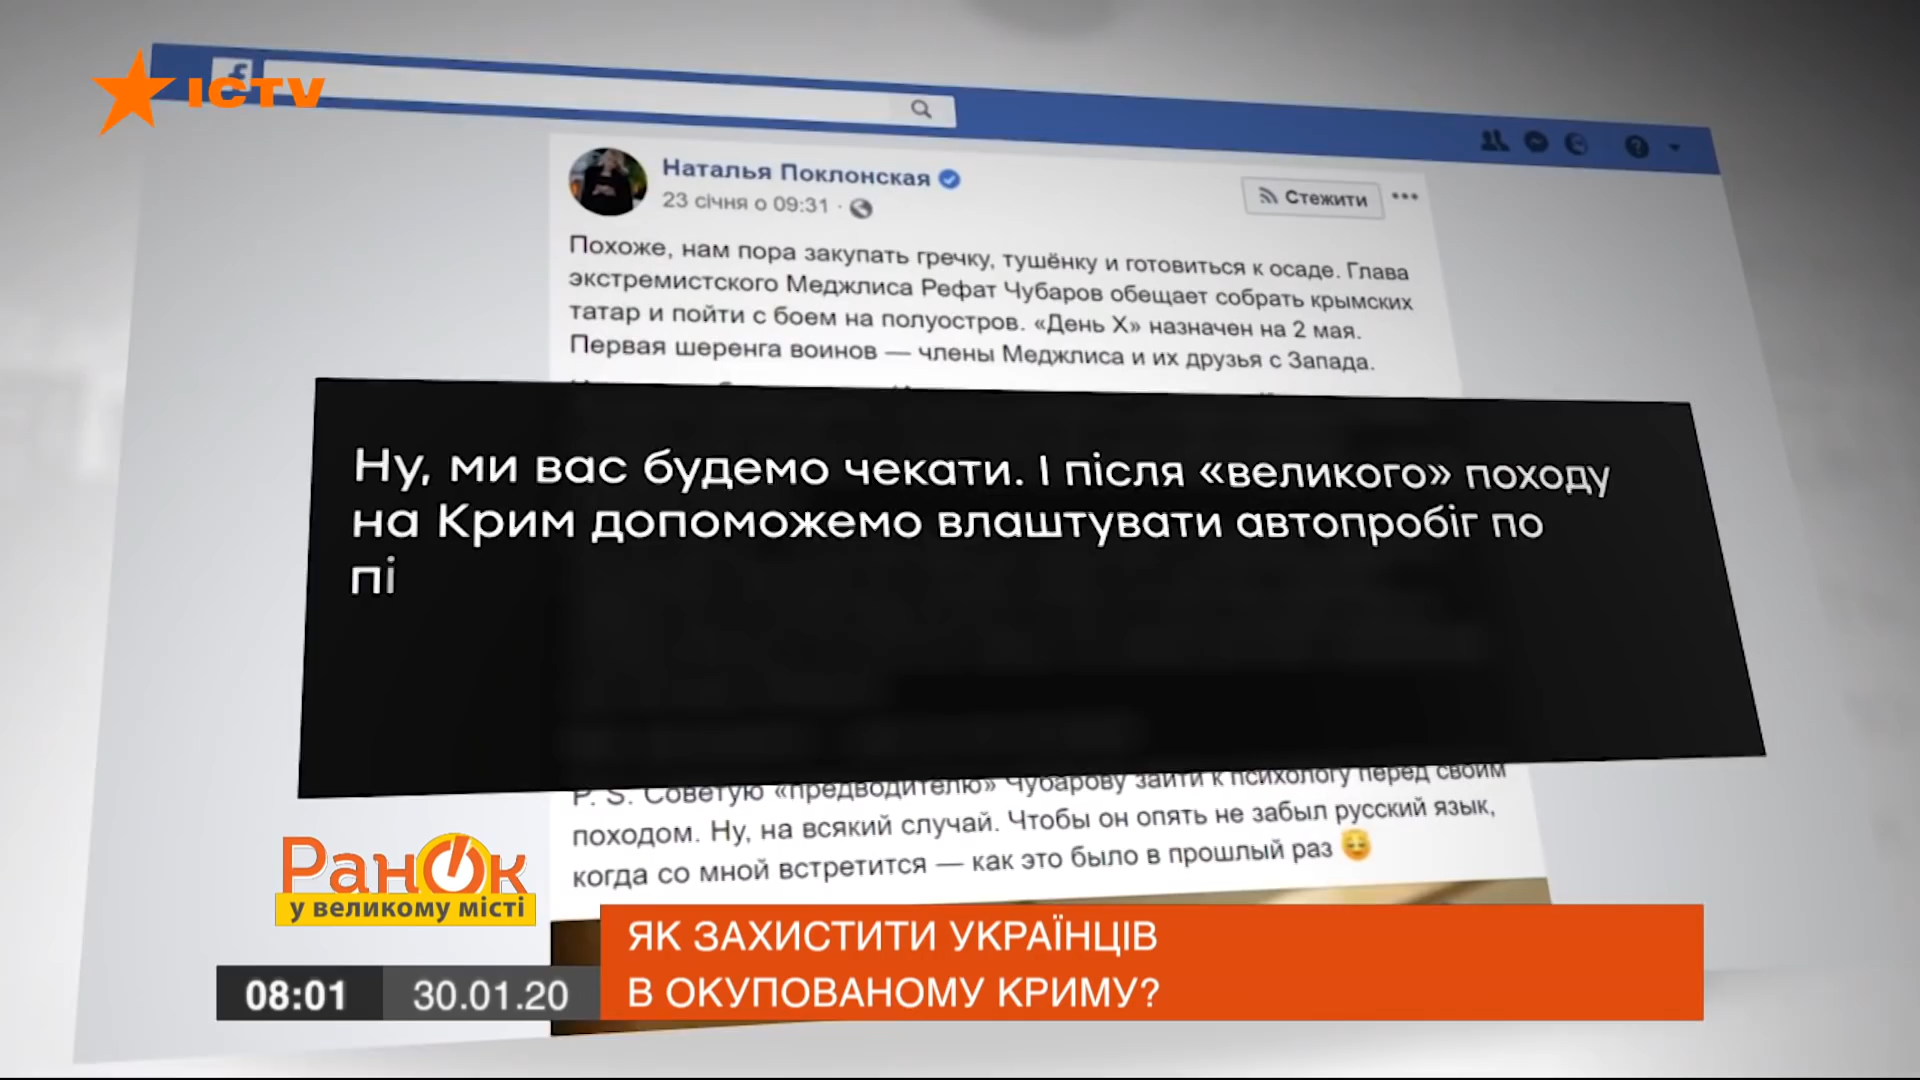 ICTV
Наталья Поклонская
23 січня о 09:31 ·
Стежити
Похоже, нам пора закупать гречку, тушёнку и готовиться к осаде. Глава
экстремистского Меджлиса Рефат Чубаров обещает собрать крымских
татар и пойти с боем на полуостров. «День Х» назначен на 2 мая.
Первая шеренга воинов — члены Меджлиса и их друзья с Запада.
Ну, ми вас будемо чекати. І після «великого» походу
на Крим допоможемо влаштувати автопробіг по
пі
P. S. Советую «предводителю» Чубарову зайти к психологу перед своим
походом. Ну, на всякий случай. Чтобы он опять не забыл русский язык,
когда со мной встретится — как это было в прошлый раз 😇
Ранок
у великому місті
ЯК ЗАХИСТИТИ УКРАЇНЦІВ
В ОКУПОВАНОМУ КРИМУ?
08:01 30.01.20